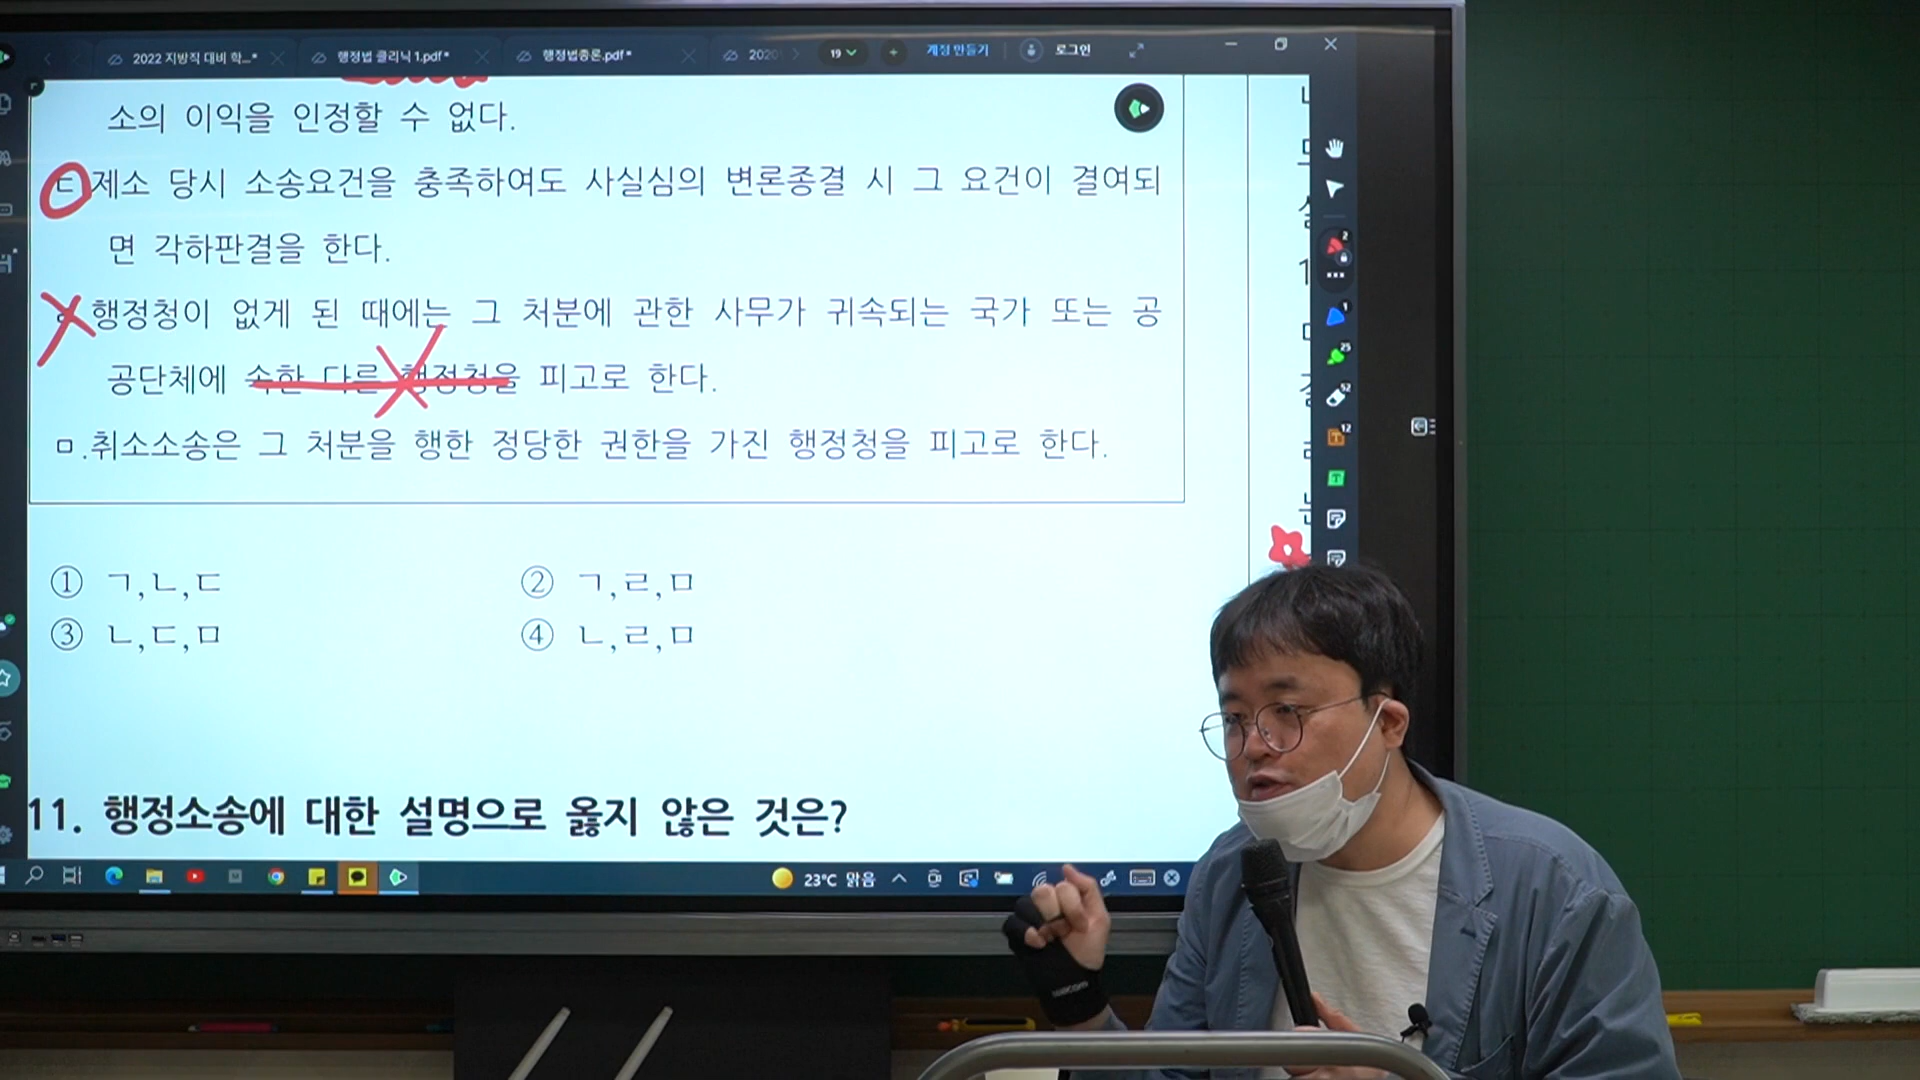 2022 지방직 대비 학...*
행정법 클리닉 1.pdf*
행정법총론.pdf*
2020
19
계정 만들기
로그인
소의 이익을 인정할 수 없다.
ㄷ 제소 당시 소송요건을 충족하여도 사실심의 변론종결 시 그 요건이 결여되
면 각하판결을 한다.
행정청이 없게 된 때에는 그 처분에 관한 사무가 귀속되는 국가 또는 공
공단체에 속한 다른 행정청을 피고로 한다.
ㅁ.취소소송은 그 처분을 행한 정당한 권한을 가진 행정청을 피고로 한다.
① ㄱ,ㄴ,ㄷ
② ㄱ,ㄹ,ㅁ
③ ㄴ,ㄷ,ㅁ
④ ㄴ,ㄹ,ㅁ
11. 행정소송에 대한 설명으로 옳지 않은 것은?
2
1
25
52
12
23℃ 맑음
wacom